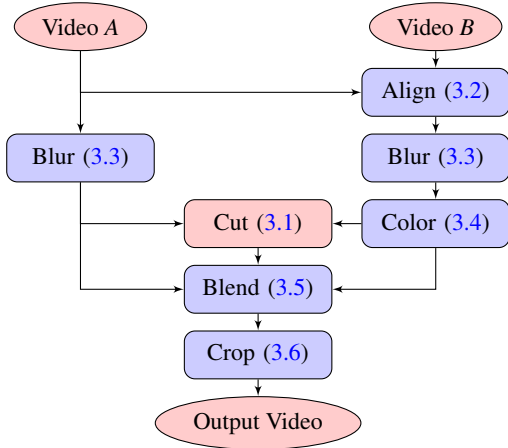 Video A
Video B
Align (3.2)
Blur (3.3)
Blur (3.3)
Cut (3.1)
Color (3.4)
Blend (3.5)
Crop (3.6)
Output Video